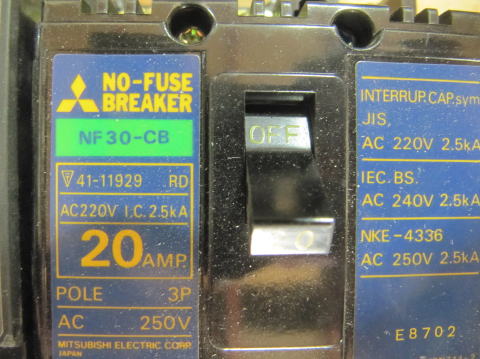 NO-FUSE
BREAKER
NF30-CB
41-11929 RD
AC220V I.C. 2.5kA
20 AMP.
POLE 3P
AC 250V
MITSUBISHI ELECTRIC CORP.
JAPAN
OFF
INTERRUP. CAP. sym
JIS,
AC 220V 2.5kA
IEC. BS.
AC 240V 2.5kA
NKE-4336
AC 250V 2.5kA
E8702